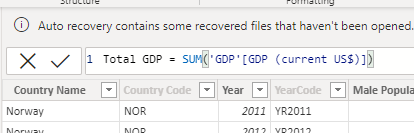 Structure
Formatting
Auto recovery contains some recovered files that haven't been opened.
1 Total GDP = SUM('GDP'[GDP (current US$)])
Country Name Country Code Year YearCode Male Popula
Norway NOR 2011 YR2011
Norway NOR 2012 YR2012